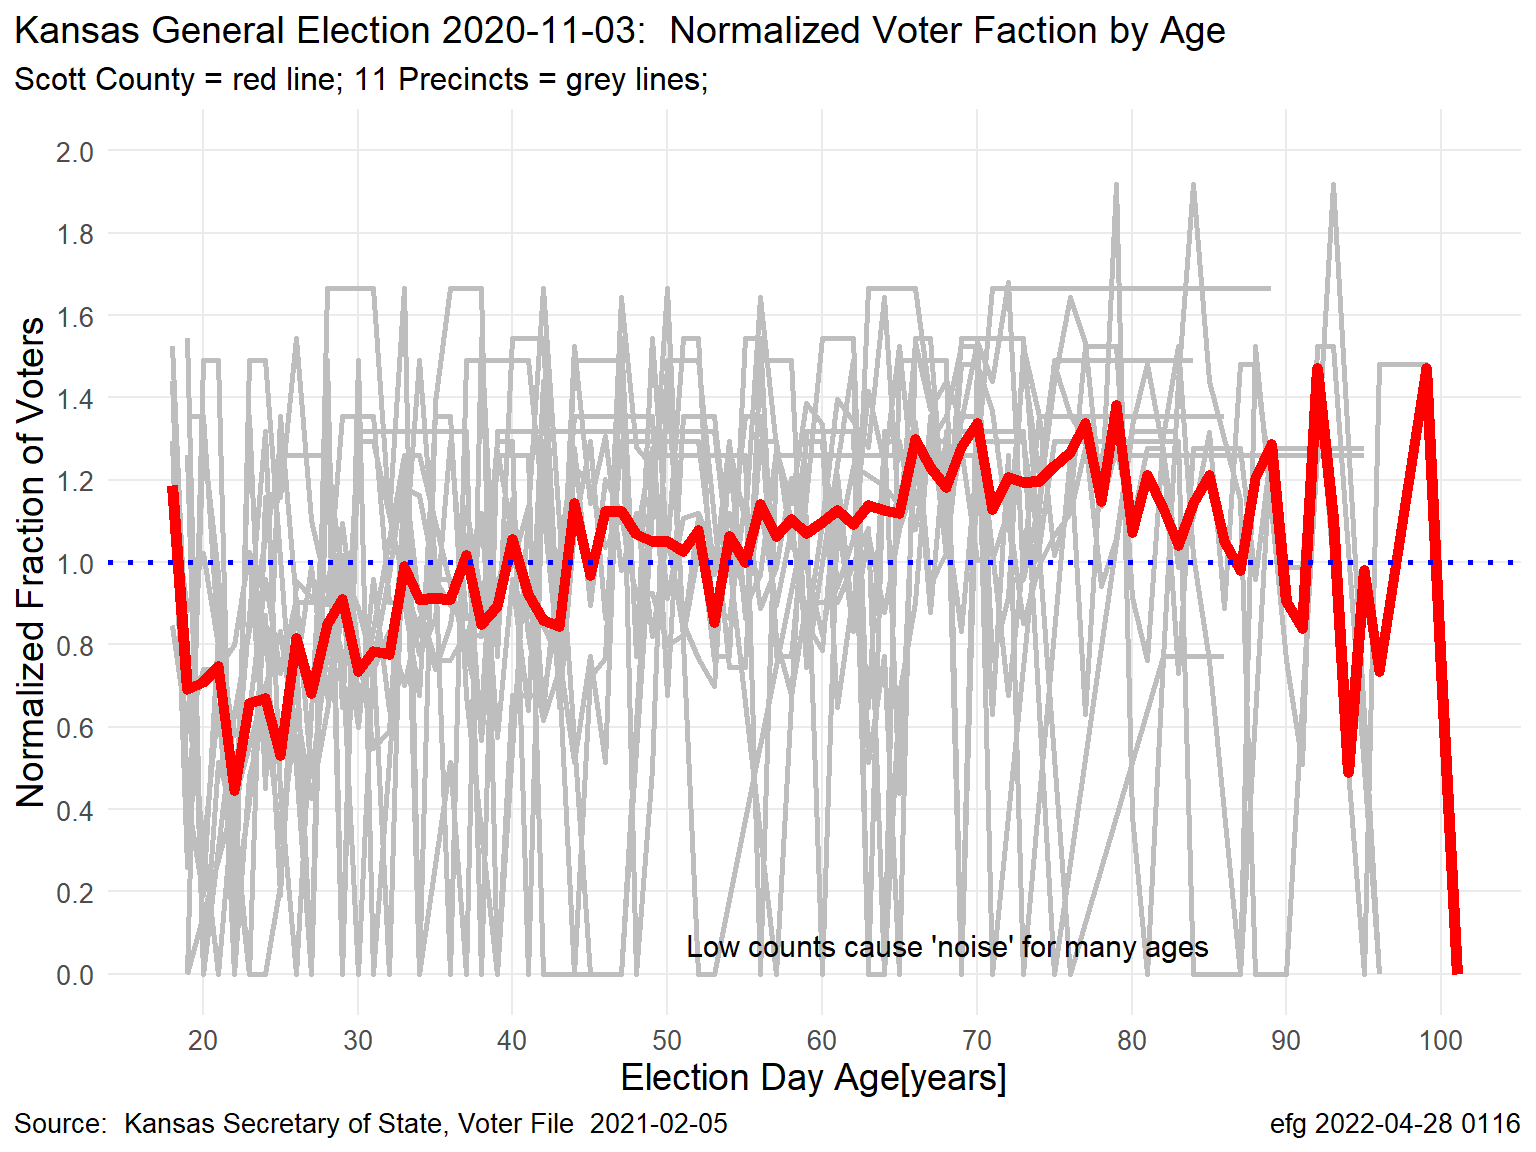 Kansas General Election 2020-11-03:  Normalized Voter Faction by Age
Scott County = red line; 11 Precincts = grey lines;
Normalized Fraction of Voters
2.0
1.8
1.6
1.4
1.2
1.0
0.8
0.6
0.4
0.2
0.0
Low counts cause 'noise' for many ages
20 30 40 50 60 70 80 90 100
Election Day Age[years]
Source:  Kansas Secretary of State, Voter File  2021-02-05
efg 2022-04-28 0116